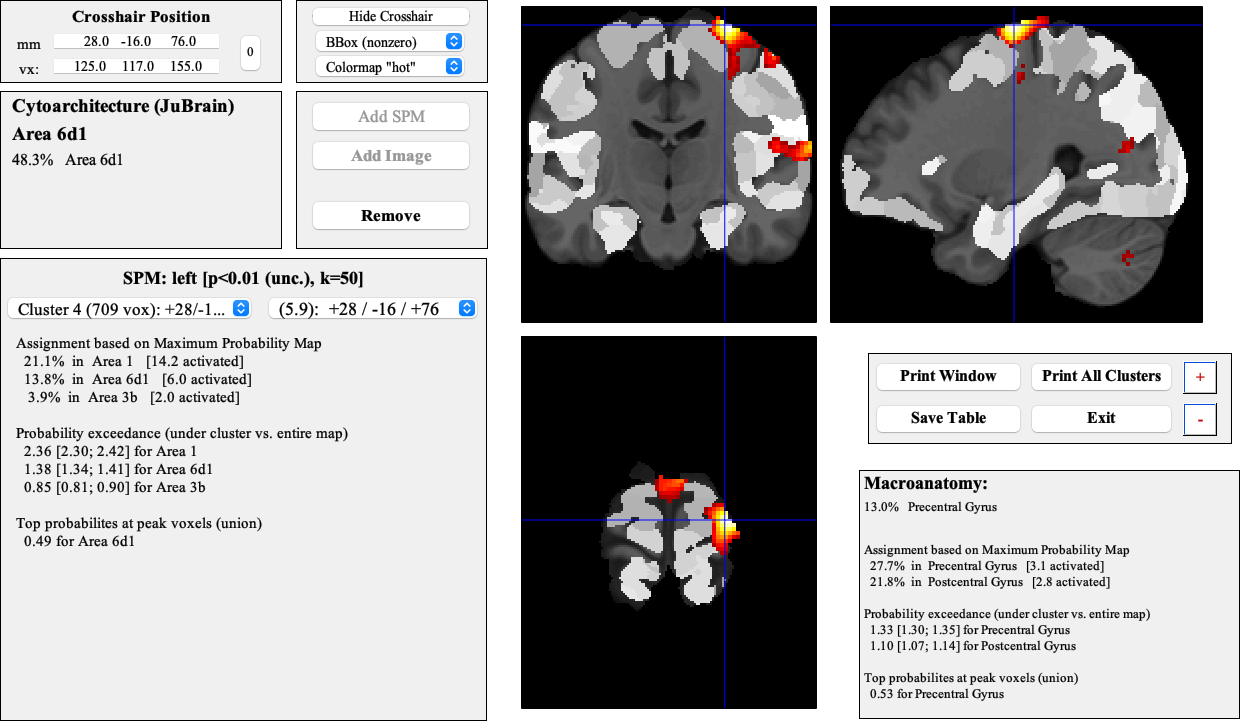 Crosshair Position
mm 28.0 -16.0 76.0
vx: 125.0 117.0 155.0
0
Hide Crosshair
BBox (nonzero)
Colormap "hot"
Cytoarchitecture (JuBrain)
Area 6d1
48.3% Area 6d1
Add SPM
Add Image
Remove
SPM: left [p<0.01 (unc.), k=50]
Cluster 4 (709 vox): +28/-1... (5.9): +28 / -16 / +76
Assignment based on Maximum Probability Map
21.1% in Area 1 [14.2 activated]
13.8% in Area 6d1 [6.0 activated]
3.9% in Area 3b [2.0 activated]
Probability exceedance (under cluster vs. entire map)
2.36 [2.30; 2.42] for Area 1
1.38 [1.34; 1.41] for Area 6d1
0.85 [0.81; 0.90] for Area 3b
Top probabilites at peak voxels (union)
0.49 for Area 6d1
Print Window Print All Clusters +
Save Table Exit -
Macroanatomy:
13.0% Precentral Gyrus
Assignment based on Maximum Probability Map
27.7% in Precentral Gyrus [3.1 activated]
21.8% in Postcentral Gyrus [2.8 activated]
Probability exceedance (under cluster vs. entire map)
1.33 [1.30; 1.35] for Precentral Gyrus
1.10 [1.07; 1.14] for Postcentral Gyrus
Top probabilites at peak voxels (union)
0.53 for Precentral Gyrus